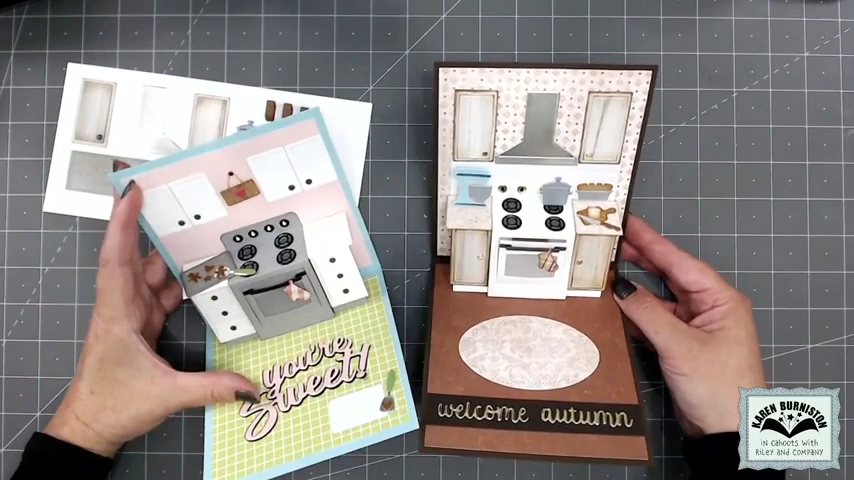 you're
Sweet!
welcome autumn
KAREN BURNISTON
IN CAHOOTS WITH
RILEY AND COMPANY